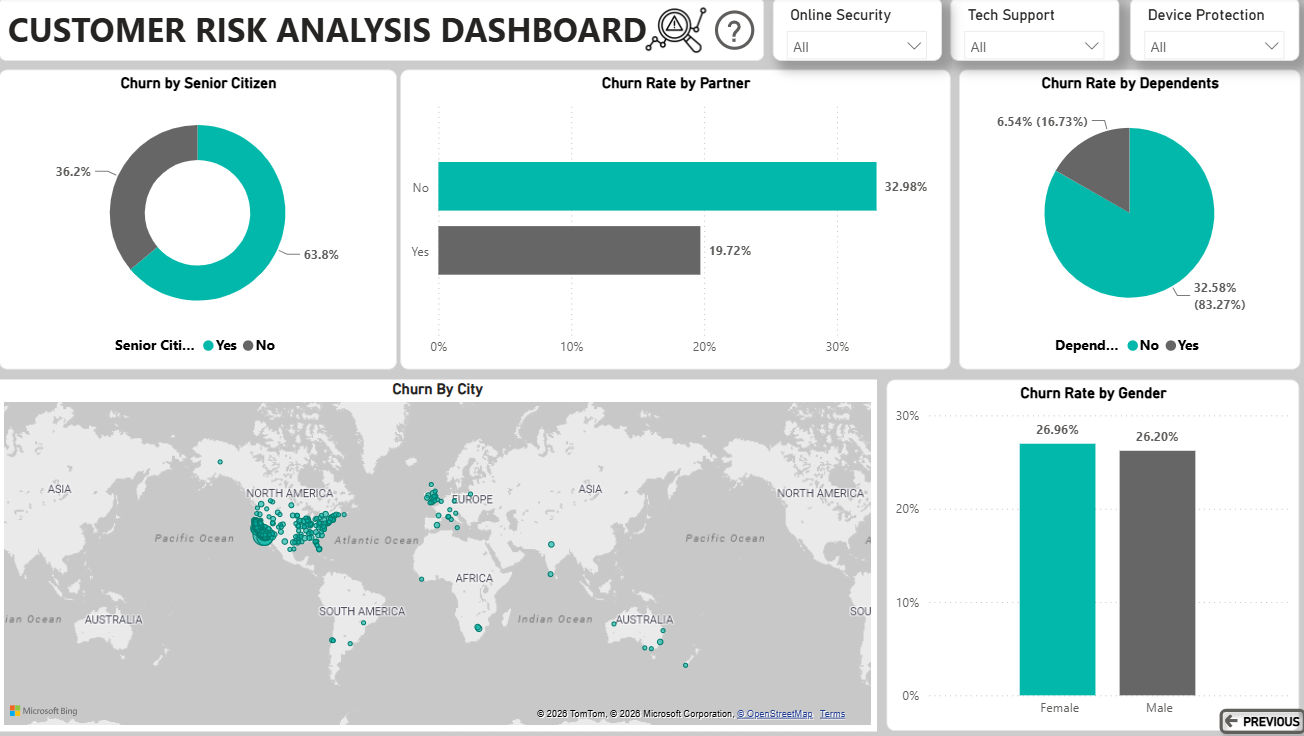 CUSTOMER RISK ANALYSIS DASHBOARD
?
Online Security
All
Tech Support
All
Device Protection
All
Churn by Senior Citizen
36.2%
63.8%
Senior Citi... Yes No
Churn Rate by Partner
No
32.98%
Yes
19.72%
0% 10% 20% 30%
Churn Rate by Dependents
6.54% (16.73%)
32.58%
(83.27%)
Depend... No Yes
Churn By City
ASIA
NORTH AMERICA
EUROPE
ASIA
NORTH AMERICA
Pacific Ocean
Atlantic Ocean
Pacific Ocean
A
AFRICA
SOUTH AMERICA
SOU
ian Ocean
AUSTRALIA
Indian Ocean
AUSTRALIA
Microsoft Bing
© 2026 TomTom, © 2026 Microsoft Corporation, © OpenStreetMap Terms
Churn Rate by Gender
30%
26.96%
26.20%
20%
10%
0%
Female Male
PREVIOUS